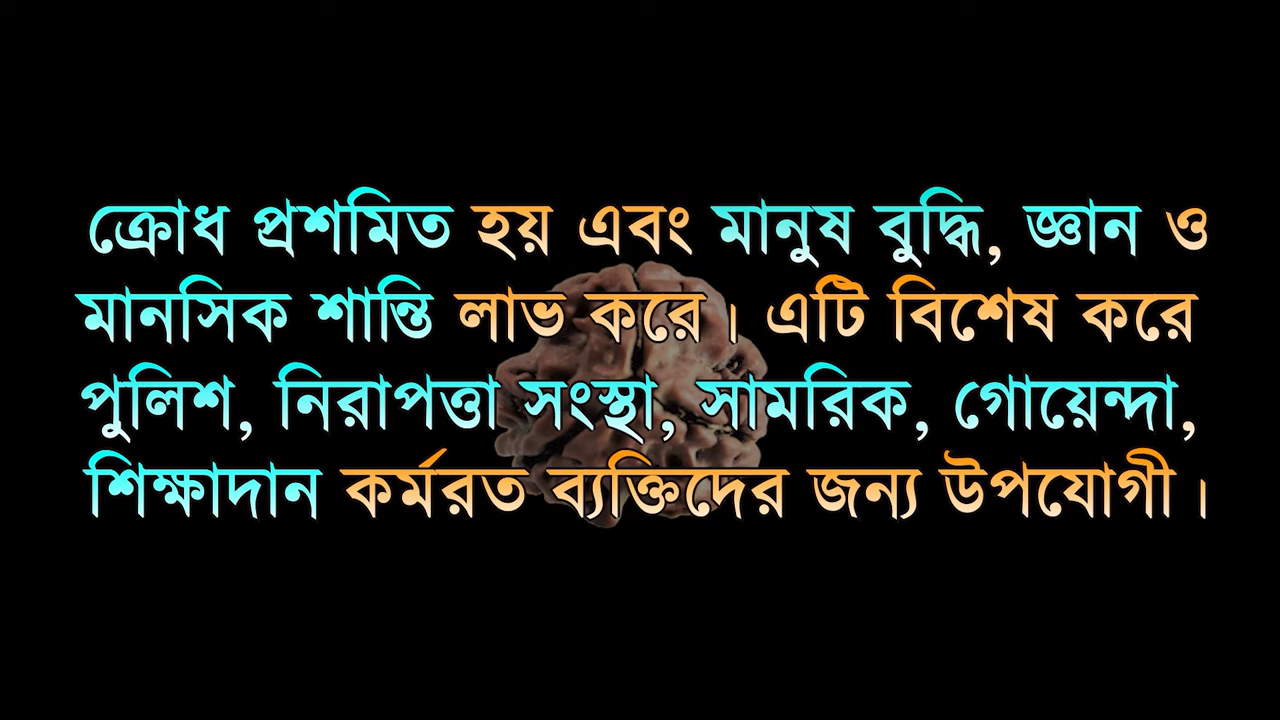 ক্রোধ প্রশমিত হয় এবং মানুষ বুদ্ধি, জ্ঞান ও
মানসিক শান্তি লাভ করে। এটি বিশেষ করে
পুলিশ, নিরাপত্তা সংস্থা, সামরিক, গোয়েন্দা,
শিক্ষাদান কর্মরত ব্যক্তিদের জন্য উপযোগী।